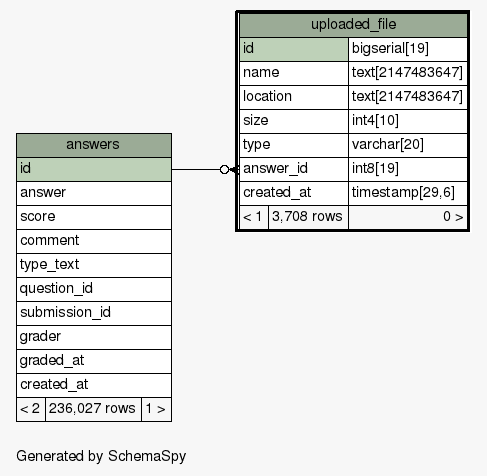 uploaded_file
id bigserial[19]
name text[2147483647]
location text[2147483647]
size int4[10]
type varchar[20]
answer_id int8[19]
created_at timestamp[29,6]
< 1 3,708 rows 0 >
answers
id
answer
score
comment
type_text
question_id
submission_id
grader
graded_at
created_at
< 2 236,027 rows 1 >
Generated by SchemaSpy